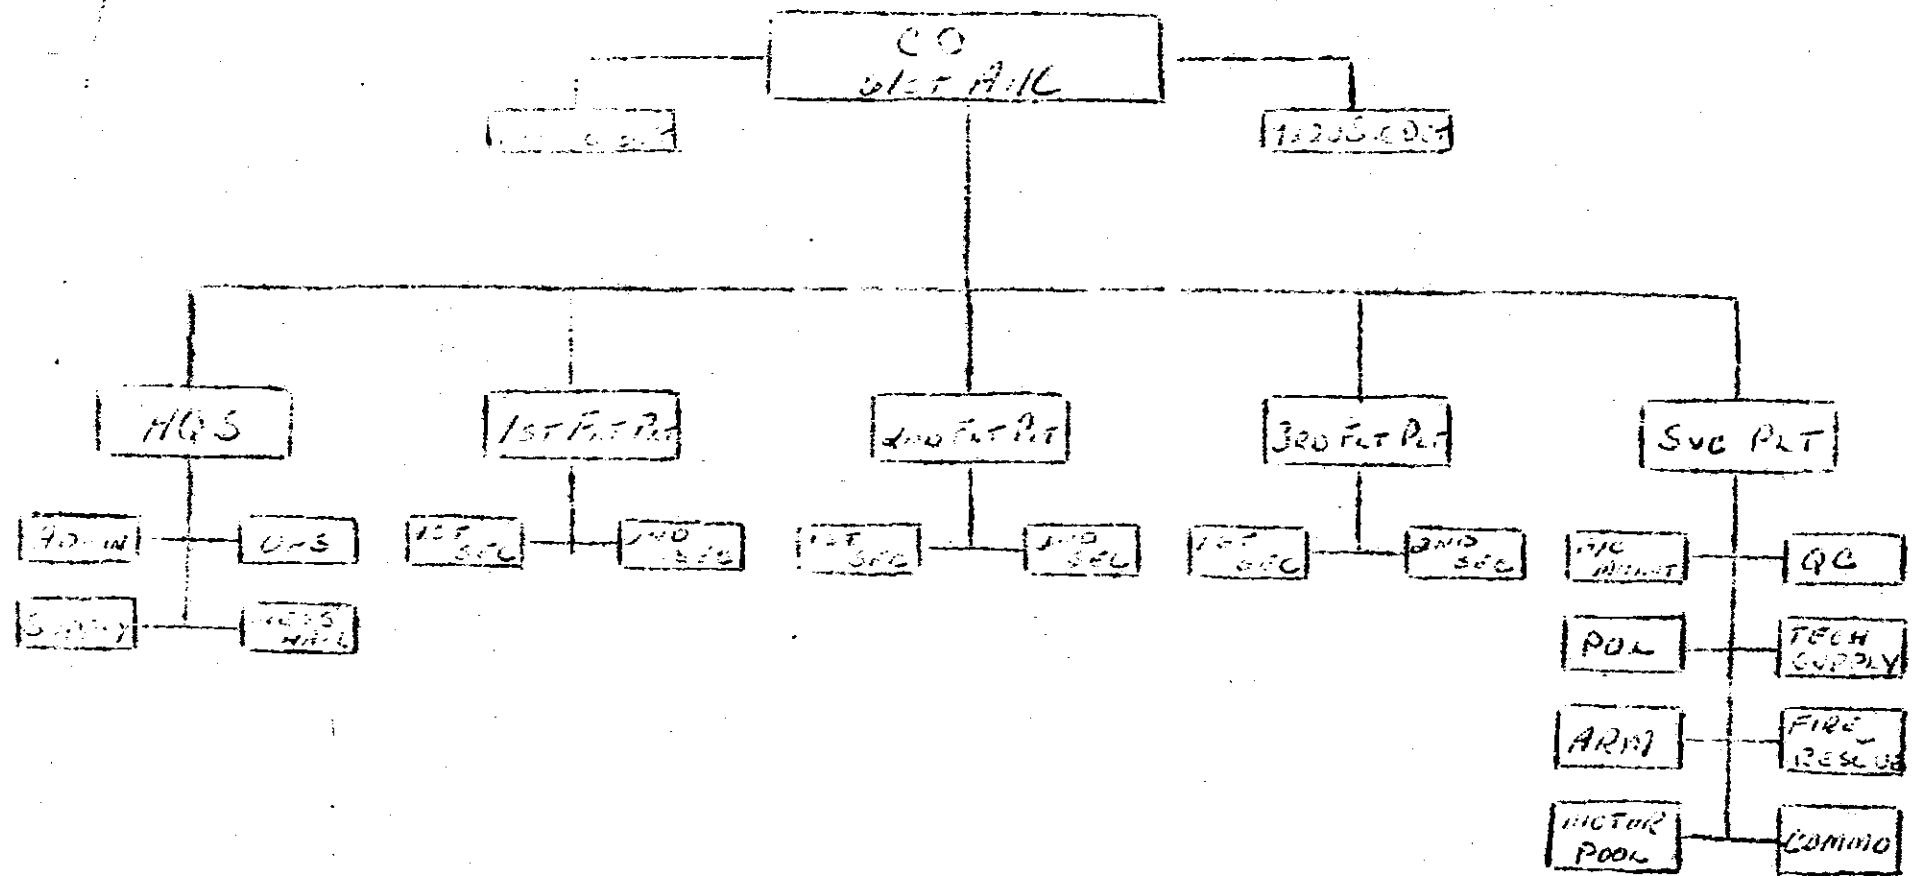 CO
HQS
1ST FLT PLT
2ND FLT PLT
3RD FLT PLT
SVC PLT
ADMIN
OPS
1ST
SEC
2ND
SEC
1ST
SEC
2ND
SEC
1ST
SEC
2ND
SEC
A/C
MAINT
QC
SUPPLY
MESS
HALL
POL
TECH
SUPPLY
ARM
FIRE
RESCUE
MOTOR
POOL
COMMO